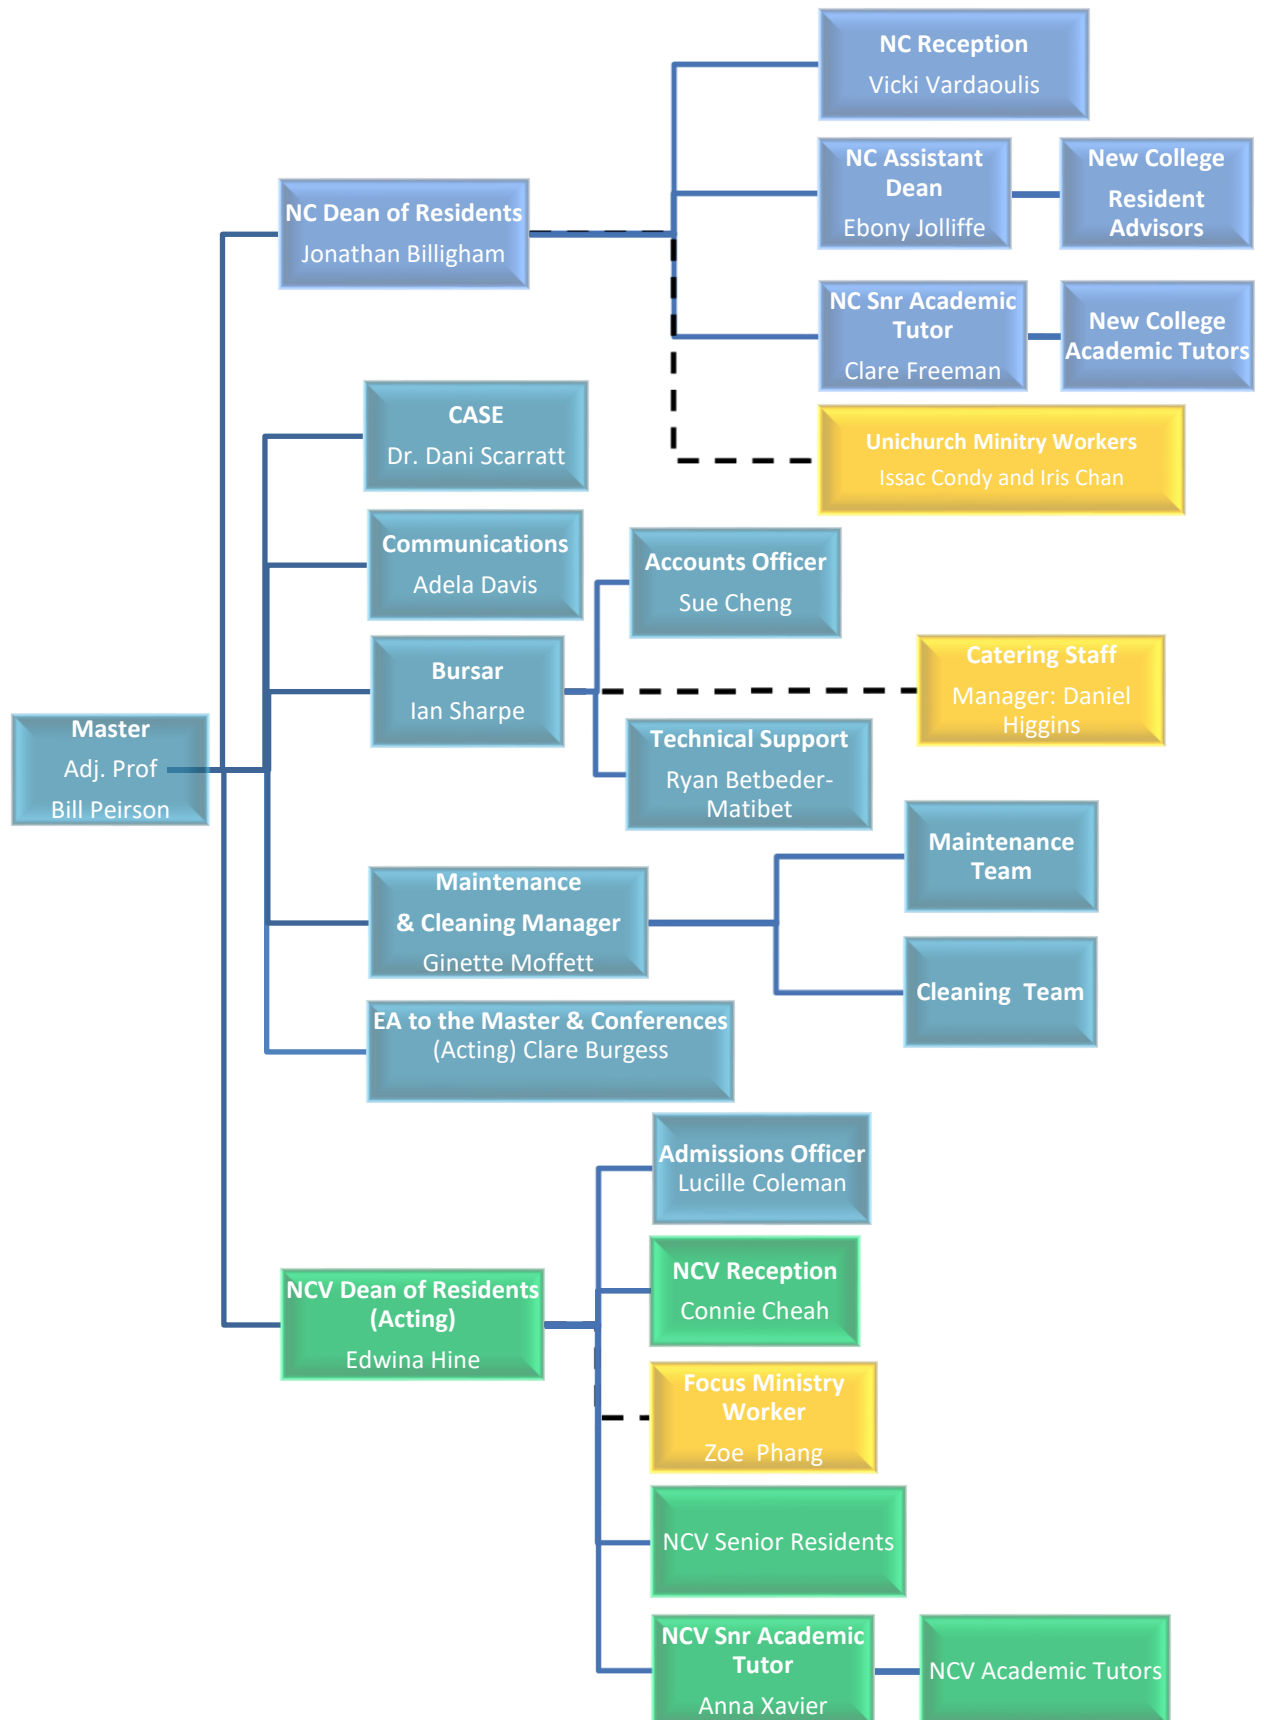 NC Reception
Vicki Vardaoulis
NC Assistant
Dean
Ebony Jolliffe
New College
Resident
Advisors
NC Dean of Residents
Jonathan Billigham
NC Snr Academic
Tutor
Clare Freeman
New College
Academic Tutors
CASE
Dr. Dani Scarratt
Unichurch Minitry Workers
Issac Condy and Iris Chan
Communications
Adela Davis
Accounts Officer
Sue Cheng
Bursar
Ian Sharpe
Catering Staff
Manager: Daniel
Higgins
Master
Adj. Prof
Bill Peirson
Technical Support
Ryan Betbeder-
Matibet
Maintenance
& Cleaning Manager
Ginette Moffett
Maintenance
Team
Cleaning Team
EA to the Master & Conferences
(Acting) Clare Burgess
Admissions Officer
Lucille Coleman
NCV Reception
Connie Cheah
NCV Dean of Residents
(Acting)
Edwina Hine
Focus Ministry
Worker
Zoe Phang
NCV Senior Residents
NCV Snr Academic
Tutor
Anna Xavier
NCV Academic Tutors